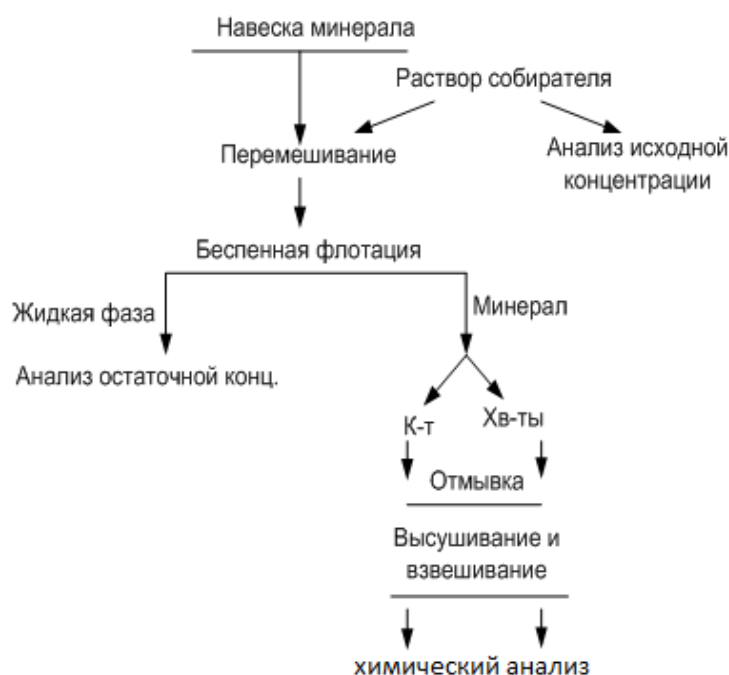 Навеска минерала
Раствор собирателя
Перемешивание
Анализ исходной
концентрации
Беспенная флотация
Жидкая фаза
Минерал
Анализ остаточной конц.
К-т
Хв-ты
Отмывка
Высушивание и
взвешивание
химический анализ